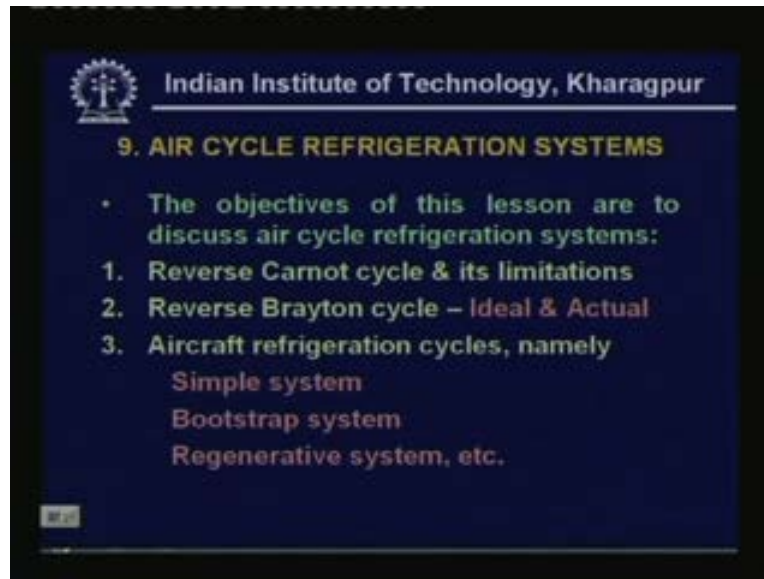 Indian Institute of Technology, Kharagpur
9. AIR CYCLE REFRIGERATION SYSTEMS
• The objectives of this lesson are to
discuss air cycle refrigeration systems:
1. Reverse Carnot cycle & its limitations
2. Reverse Brayton cycle – Ideal & Actual
3. Aircraft refrigeration cycles, namely
Simple system
Bootstrap system
Regenerative system, etc.